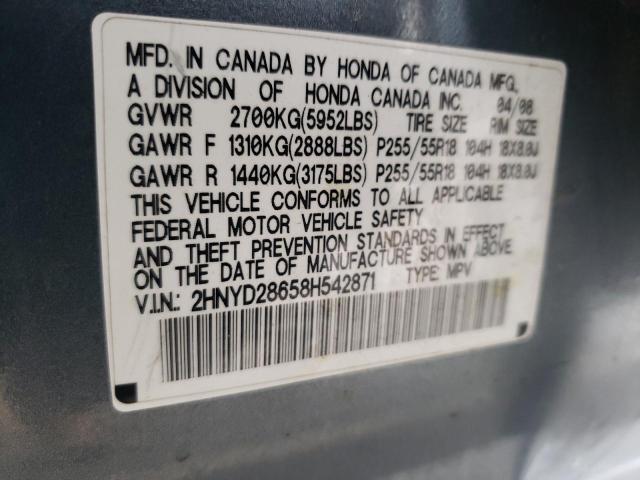 MFD. IN CANADA BY HONDA OF CANADA MFG.,
A DIVISION OF HONDA CANADA INC. 04/08
GVWR 2700KG(5952LBS) TIRE SIZE RIM SIZE
GAWR F 1310KG(2888LBS) P255/55R18 104H 18X8.0J
GAWR R 1440KG(3175LBS) P255/55R18 104H 18X8.0J
THIS VEHICLE CONFORMS TO ALL APPLICABLE
FEDERAL MOTOR VEHICLE SAFETY
AND THEFT PREVENTION STANDARDS IN EFFECT
ON THE DATE OF MANUFACTURE SHOWN ABOVE.
V.I.N.: 2HNYD28658H542871 TYPE: MPV